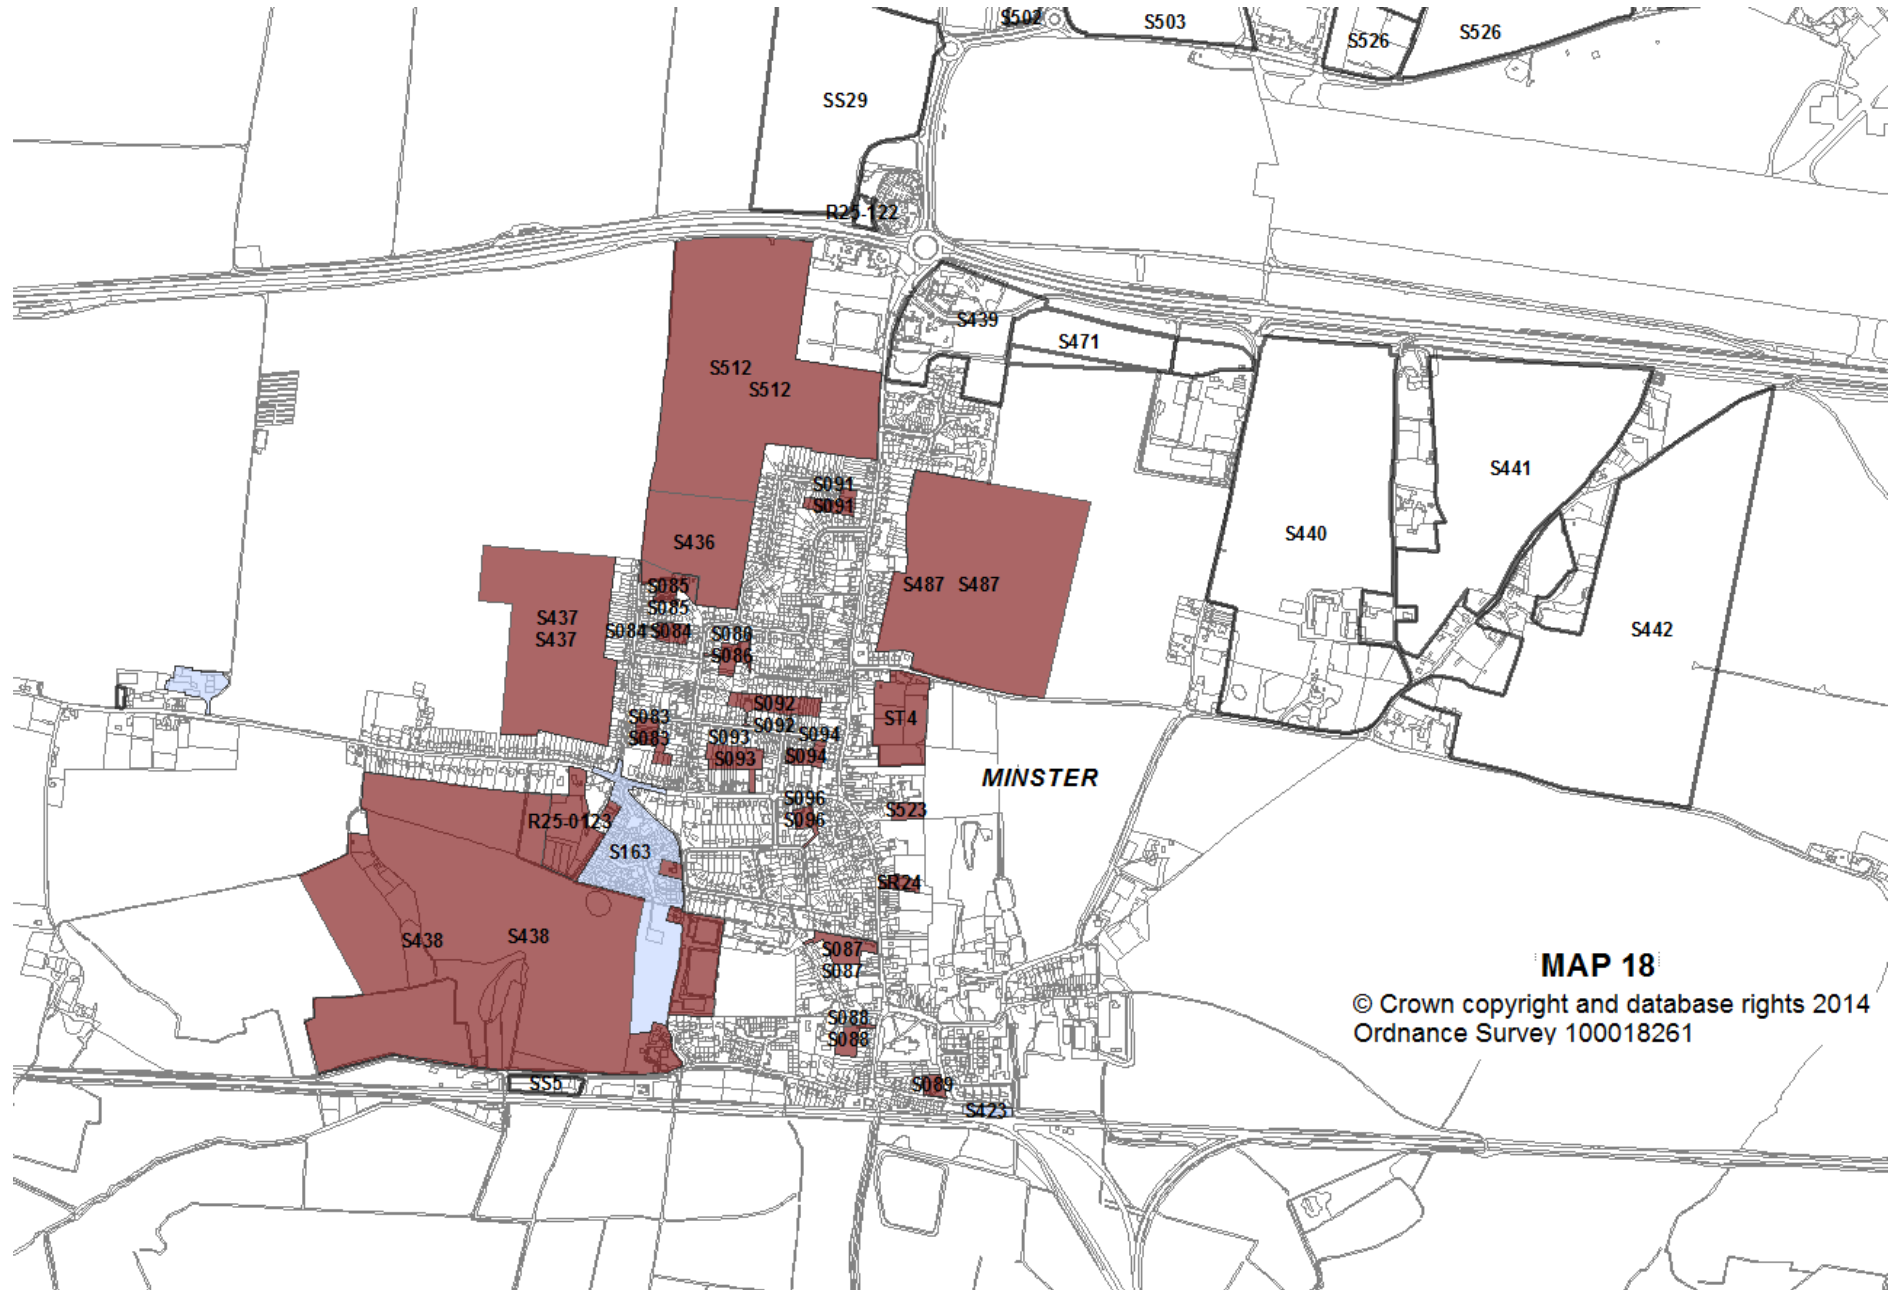 S502
S503
S526
S526
SS29
R25-122
S439
S471
S512
S512
S441
S091
S091
S440
S436
S487 S487
S085
S085
S437
S437
S084 S084
S086
S086
S442
S092
S092
ST4
S083
S083
S093
S093
S094
S094
MINSTER
S096
S096
S523
R25-0123
S163
SR24
S438
S438
S087
S087
MAP 18
© Crown copyright and database rights 2014
Ordnance Survey 100018261
S088
S088
SS5
S089
S423